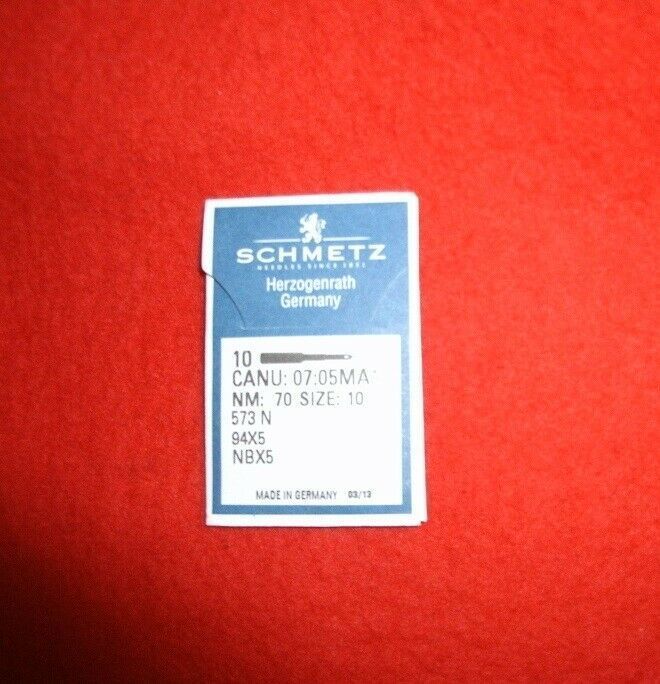 SCHMETZ
NEEDLES SINCE 1851
Herzogenrath
Germany
10
CANU: 07:05MA
NM: 70 SIZE: 10
573 N
94X5
NBX5
MADE IN GERMANY 03/13